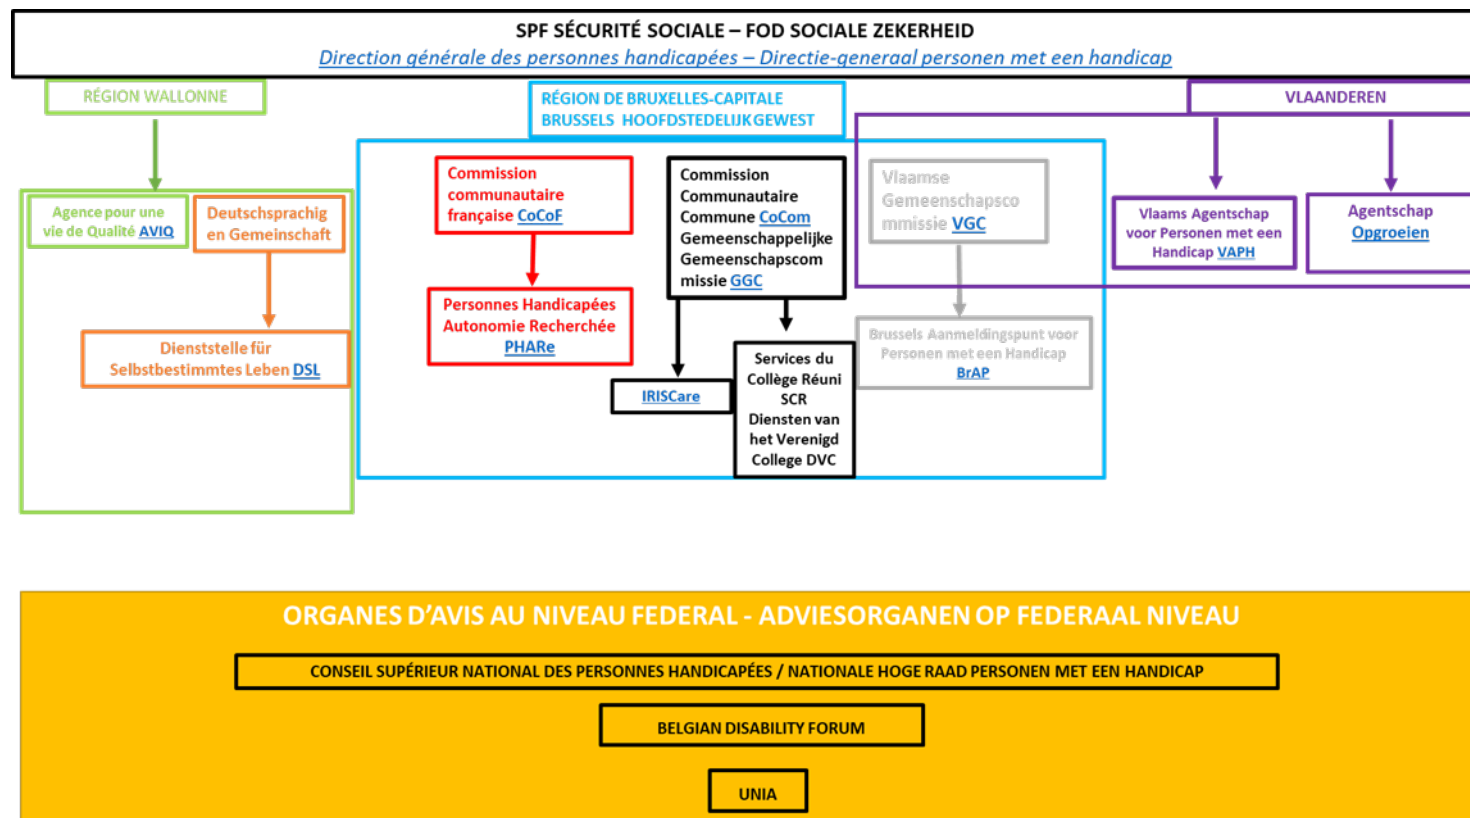 SPF SÉCURITÉ SOCIALE – FOD SOCIALE ZEKERHEID
Direction générale des personnes handicapées – Directie-generaal personen met een handicap
RÉGION WALLONNE
Agence pour une
vie de Qualité AVIQ
Deutschsprachig
en Gemeinschaft
Dienststelle für
Selbstbestimmtes Leben DSL
RÉGION DE BRUXELLES-CAPITALE
BRUSSELS HOOFDSTEDELIJKGEWEST
Commission
communautaire
française CoCoF
Personnes Handicapées
Autonomie Recherchée
PHARe
Commission
Communautaire
Commune CoCom
Gemeenschappelijke
Gemeenschapscom
missie GGC
IRISCare
Services du
Collège Réuni
SCR
Diensten van
het Verenigd
College DVC
Vlaamse
Gemeenschapsco
mmissie VGC
Brussels Aanmeldingspunt voor
Personen met een Handicap
BrAP
VLAANDEREN
Vlaams Agentschap
voor Personen met een
Handicap VAPH
Agentschap
Opgroeien
ORGANES D'AVIS AU NIVEAU FEDERAL - ADVIESORGANEN OP FEDERAAL NIVEAU
CONSEIL SUPÉRIEUR NATIONAL DES PERSONNES HANDICAPÉES / NATIONALE HOGE RAAD PERSONEN MET EEN HANDICAP
BELGIAN DISABILITY FORUM
UNIA